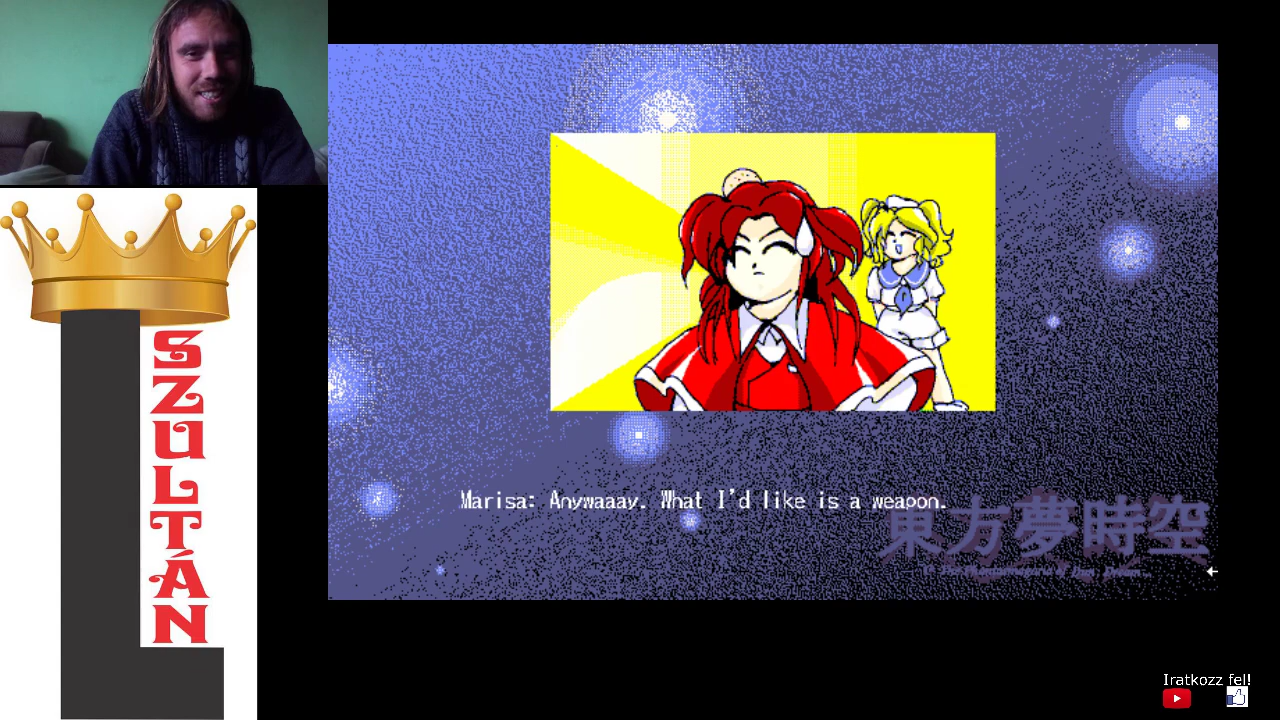 L SZULTÁN
Marisa: Anywaaay. What I'd like is a weapon.
東方夢時空
Iratkozz fel!